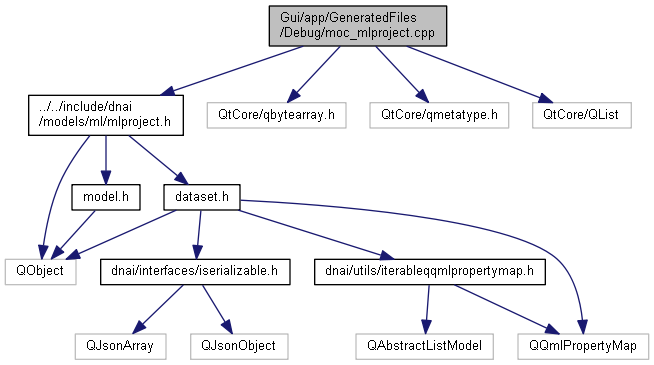 Gui/app/GeneratedFiles
/Debug/moc_mlproject.cpp
../../include/dnai
/models/ml/mlproject.h
QtCore/qbytearray.h
QtCore/qmetatype.h
QtCore/QList
model.h
dataset.h
QObject
dnai/interfaces/iserializable.h
dnai/utils/iterableqqmlpropertymap.h
QJsonArray
QJsonObject
QAbstractListModel
QQmlPropertyMap